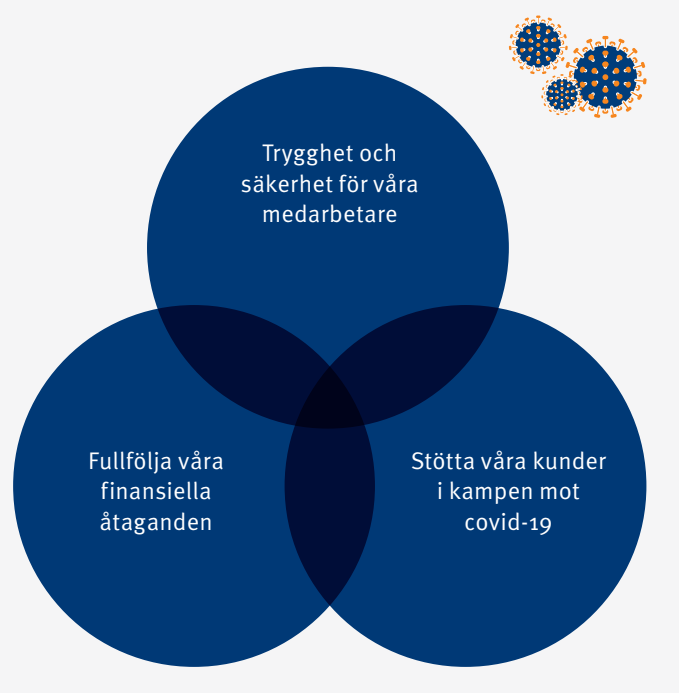 Trygghet och
säkerhet för våra
medarbetare
Fullfölja våra
finansiella
åtaganden
Stötta våra kunder
i kampen mot
covid-19